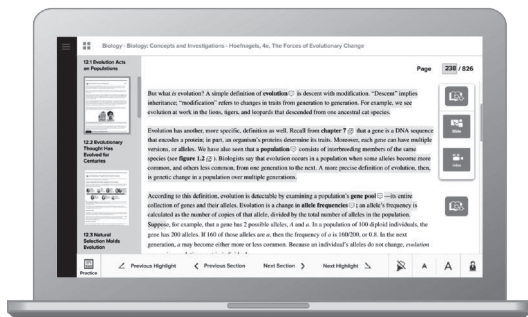 Biology - Biology: Concepts and Investigations - Hoefnagels, 4e, The Forces of Evolutionary Change
12.1 Evolution Acts
on Populations
12.2 Evolutionary
Thought Has
Evolved for
Centuries
12.3 Natural
Selection Molds
Evolution
Page 238 / 826
But what is evolution? A simple definition of evolution is descent with modification. "Descent" implies
inheritance; "modification" refers to changes in traits from generation to generation. For example, we see
evolution at work in the lions, tigers, and leopards that descended from one ancestral cat species.
Evolution has another, more specific, definition as well. Recall from chapter 7 that a gene is a DNA sequence
that encodes a protein; in part, an organism's proteins determine its traits. Moreover, each gene can have multiple
versions, or alleles. We have also seen that a population consists of interbreeding members of the same
species (see figure 1.2). Biologists say that evolution occurs in a population when some alleles become more
common, and others less common, from one generation to the next. A more precise definition of evolution, then,
is genetic change in a population over multiple generations.
According to this definition, evolution is detectable by examining a population's gene pool —its entire
collection of genes and their alleles. Evolution is a change in allele frequencies ; an allele's frequency is
calculated as the number of copies of that allele, divided by the total number of alleles in the population.
Suppose, for example, that a gene has 2 possible alleles, A and a. In a population of 100 diploid individuals, the
gene has 200 alleles. If 160 of those alleles are a, then the frequency of a is 160/200, or 0.8. In the next
generation, a may become either more or less common. Because an individual's alleles do not change, evolution
Practice
Previous Highlight
Previous Section
Next Section
Next Highlight
A
A